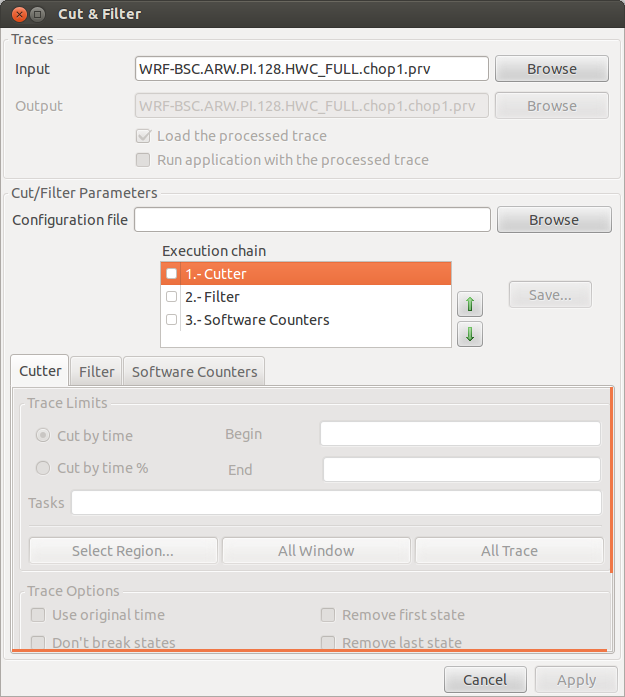 Cut & Filter
Traces
Input WRF-BSC.ARW.PI.128.HWC_FULL.chop1.prv Browse
Output WRF-BSC.ARW.PI.128.HWC_FULL.chop1.chop1.prv Browse
Load the processed trace
Run application with the processed trace
Cut/Filter Parameters
Configuration file Browse
Execution chain
1.- Cutter
2.- Filter
3.- Software Counters
Save...
Cutter Filter Software Counters
Trace Limits
Cut by time Begin
Cut by time % End
Tasks
Select Region... All Window All Trace
Trace Options
Use original time Remove first state
Don't break states Remove last state
Cancel Apply